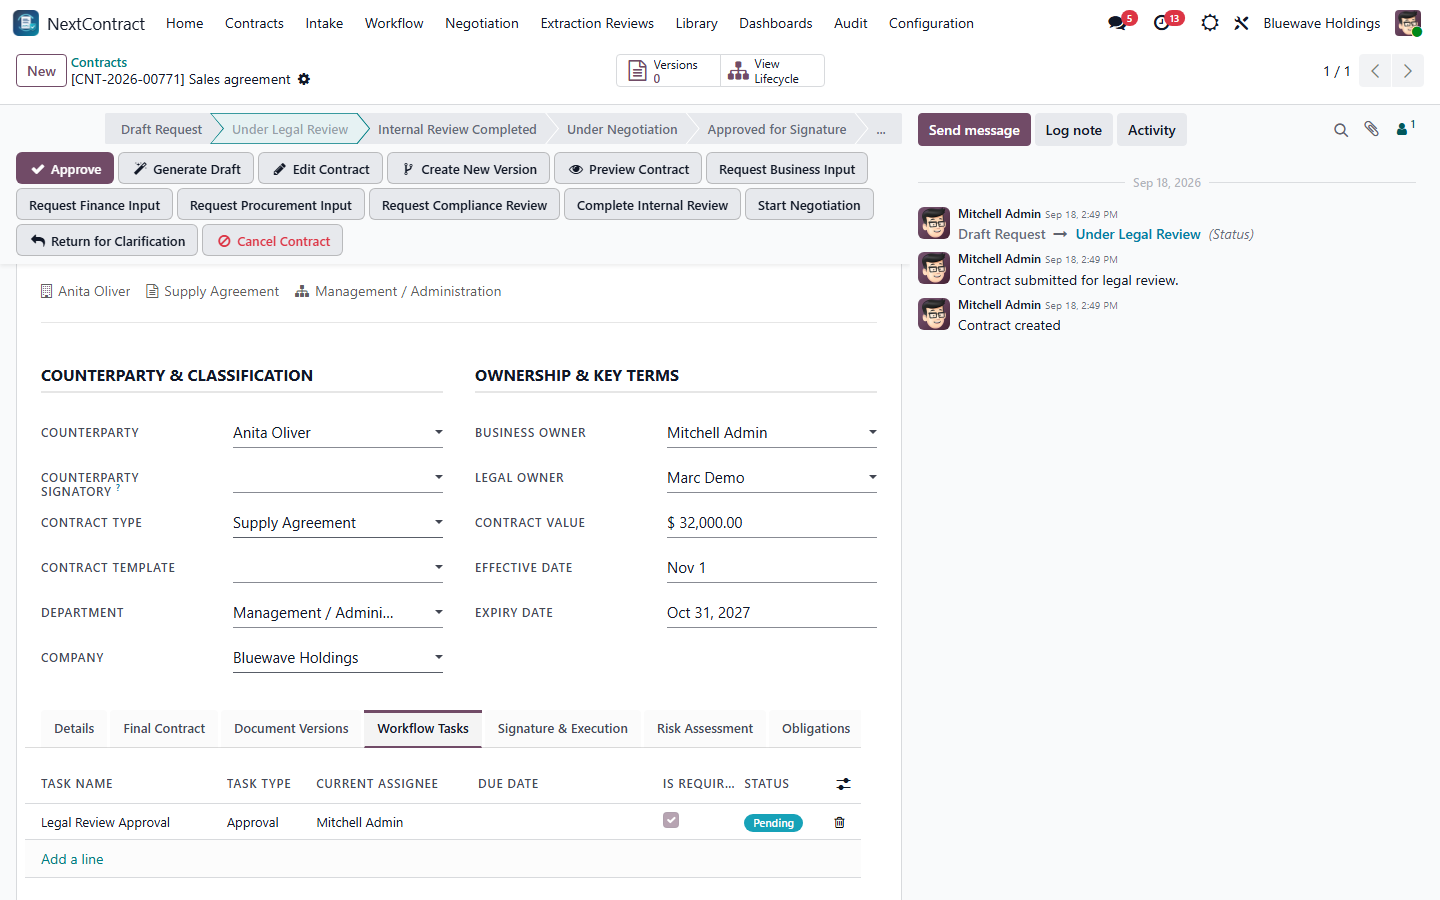 NextContract
Home
Contracts
Intake
Workflow
Negotiation
Extraction Reviews
Library
Dashboards
Audit
Configuration
5
13
Bluewave Holdings
New
Contracts
[CNT-2026-00771] Sales agreement
Versions
0
View
Lifecycle
1 / 1
Draft Request
Under Legal Review
Internal Review Completed
Under Negotiation
Approved for Signature
...
Approve
Generate Draft
Edit Contract
Create New Version
Preview Contract
Request Business Input
Request Finance Input
Request Procurement Input
Request Compliance Review
Complete Internal Review
Start Negotiation
Return for Clarification
Cancel Contract
Anita Oliver
Supply Agreement
Management / Administration
COUNTERPARTY & CLASSIFICATION
COUNTERPARTY
Anita Oliver
COUNTERPARTY
SIGNATORY ?
CONTRACT TYPE
Supply Agreement
CONTRACT TEMPLATE
DEPARTMENT
Management / Admini...
COMPANY
Bluewave Holdings
OWNERSHIP & KEY TERMS
BUSINESS OWNER
Mitchell Admin
LEGAL OWNER
Marc Demo
CONTRACT VALUE
$ 32,000.00
EFFECTIVE DATE
Nov 1
EXPIRY DATE
Oct 31, 2027
Details
Final Contract
Document Versions
Workflow Tasks
Signature & Execution
Risk Assessment
Obligations
TASK NAME
TASK TYPE
CURRENT ASSIGNEE
DUE DATE
IS REQUIR...
STATUS
Legal Review Approval
Approval
Mitchell Admin
Pending
Add a line
Send message
Log note
Activity
1
Sep 18, 2026
Mitchell Admin Sep 18, 2:49 PM
Draft Request → Under Legal Review (Status)
Mitchell Admin Sep 18, 2:49 PM
Contract submitted for legal review.
Mitchell Admin Sep 18, 2:49 PM
Contract created